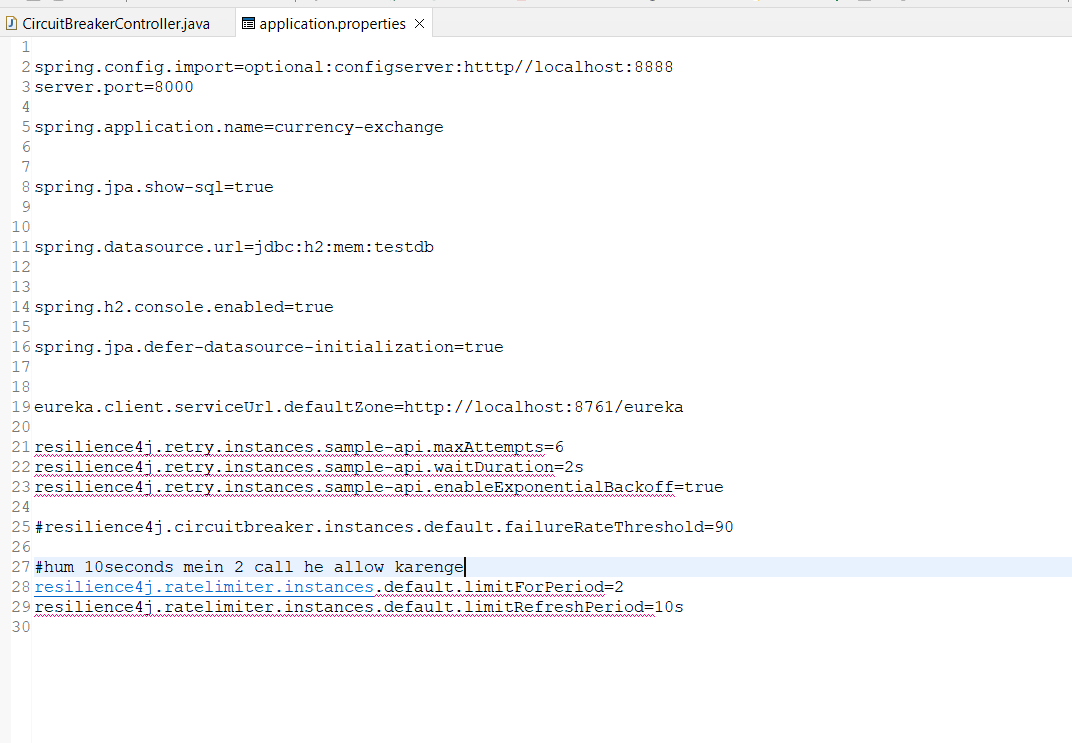 CircuitBreakerController.java application.properties
1
2 spring.config.import=optional:configserver:htttp//localhost:8888
3 server.port=8000
4
5 spring.application.name=currency-exchange
6
7
8 spring.jpa.show-sql=true
9
10
11 spring.datasource.url=jdbc:h2:mem:testdb
12
13
14 spring.h2.console.enabled=true
15
16 spring.jpa.defer-datasource-initialization=true
17
18
19 eureka.client.serviceUrl.defaultZone=http://localhost:8761/eureka
20
21 resilience4j.retry.instances.sample-api.maxAttempts=6
22 resilience4j.retry.instances.sample-api.waitDuration=2s
23 resilience4j.retry.instances.sample-api.enableExponentialBackoff=true
24
25 #resilience4j.circuitbreaker.instances.default.failureRateThreshold=90
26
27 #hum 10seconds mein 2 call he allow karenge
28 resilience4j.ratelimiter.instances.default.limitForPeriod=2
29 resilience4j.ratelimiter.instances.default.limitRefreshPeriod=10s
30